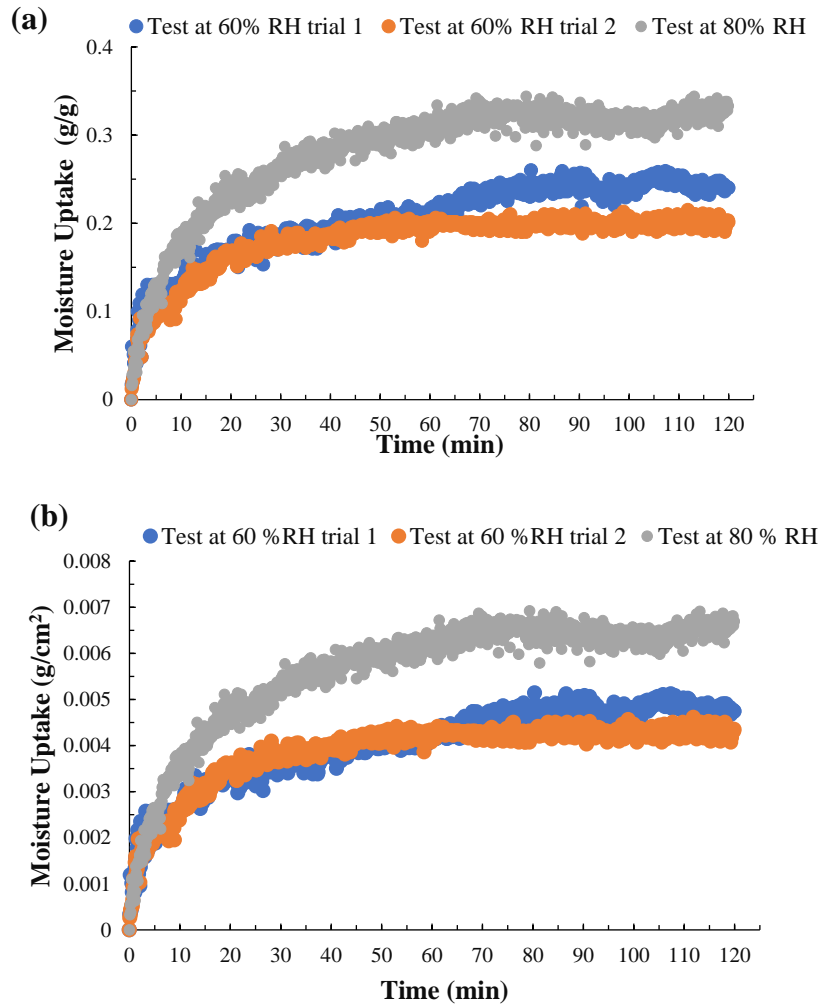 (a)
Test at 60% RH trial 1 Test at 60% RH trial 2 Test at 80% RH
Moisture Uptake (g/g)
0.4
0.3
0.2
0.1
0
0 10 20 30 40 50 60 70 80 90 100 110 120
Time (min)
(b)
Test at 60 %RH trial 1 Test at 60 %RH trial 2 Test at 80 % RH
Moisture Uptake (g/cm²)
0.008
0.007
0.006
0.005
0.004
0.003
0.002
0.001
0
0 10 20 30 40 50 60 70 80 90 100 110 120
Time (min)